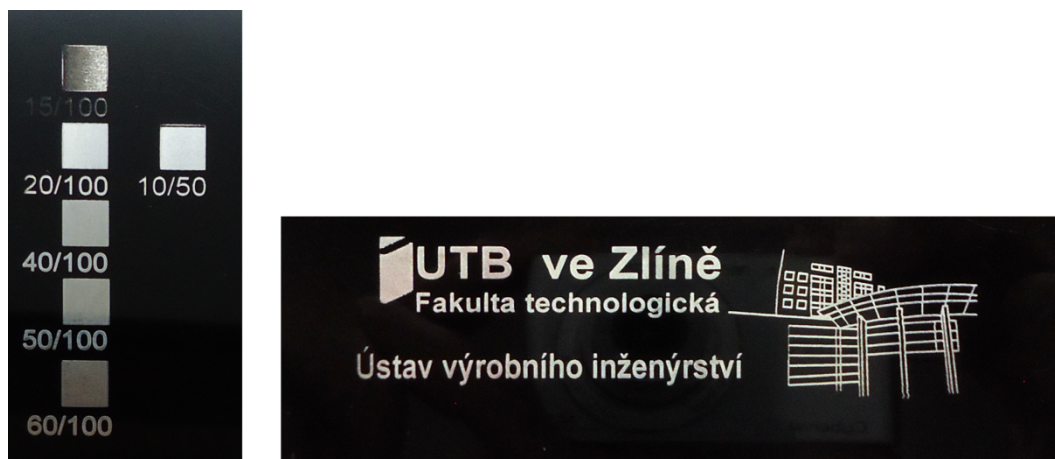 15/100
20/100 10/50
40/100
50/100
60/100
UTB ve Zlíně
Fakulta technologická
Ústav výrobního inženýrství